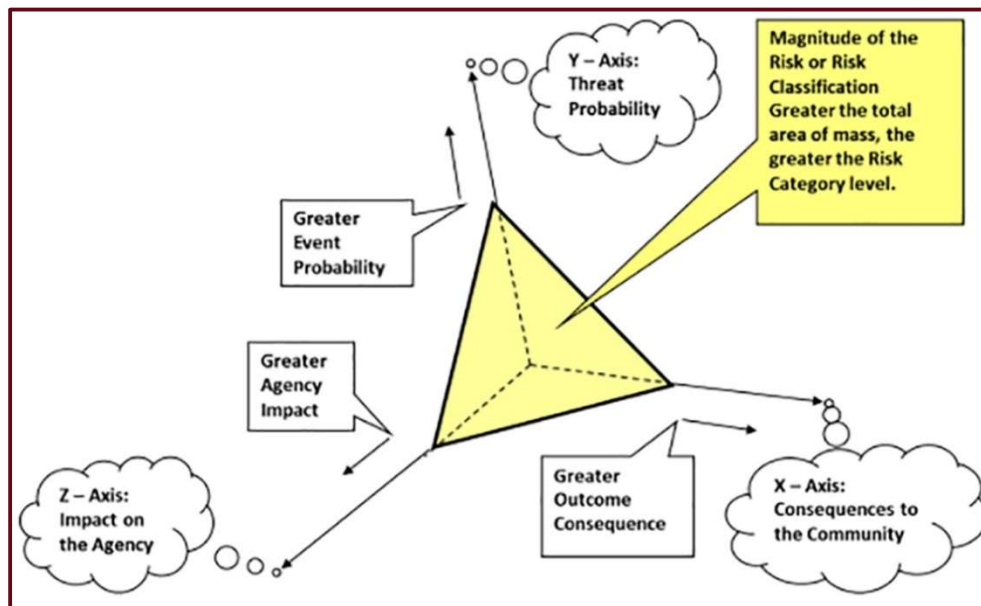 Y – Axis:
Threat
Probability
Magnitude of the
Risk or Risk
Classification
Greater the total
area of mass, the
greater the Risk
Category level.
Greater
Event
Probability
Greater
Agency
Impact
Greater
Outcome
Consequence
Z – Axis:
Impact on
the Agency
X – Axis:
Consequences to
the Community